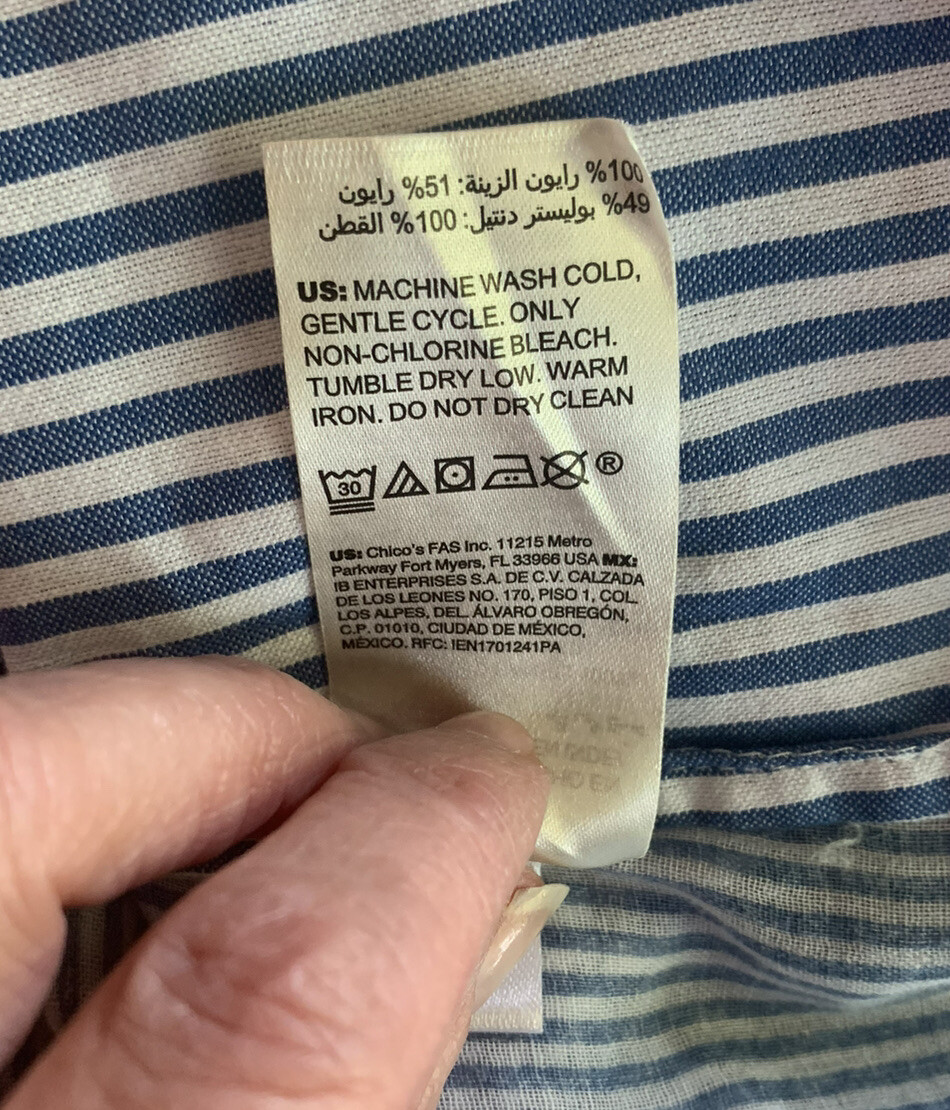 %100 رايون الزينة: 51% رايون
%49 بوليستر دنتيل: 100% القطن
US: MACHINE WASH COLD,
GENTLE CYCLE. ONLY
NON-CHLORINE BLEACH.
TUMBLE DRY LOW. WARM
IRON. DO NOT DRY CLEAN
30 ®
US: Chico's FAS Inc. 11215 Metro
Parkway Fort Myers, FL 33966 USA MX:
IB ENTERPRISES S.A. DE C.V. CALZADA
DE LOS LEONES NO. 170, PISO 1, COL.
LOS ALPES, DEL. ÁLVARO OBREGÓN,
C.P. 01010, CIUDAD DE MÉXICO,
MÉXICO. RFC: IEN1701241PA